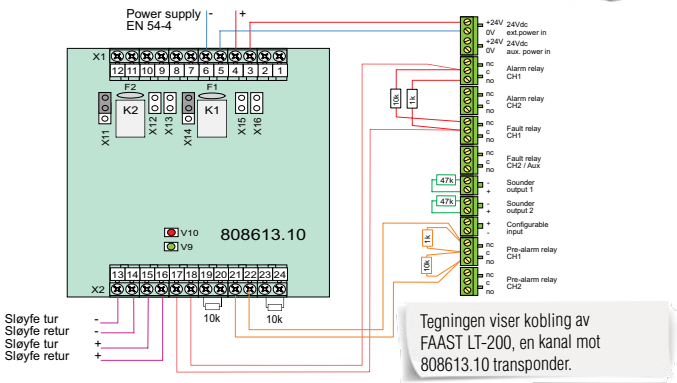 Power supply - +
EN 54-4
X1
12 11 10 9 8 7 6 5 4 3 2 1
F2
F1
K2
K1
X11
X12
X13
X14
X15
X16
V10
V9
808613.10
13 14 15 16 17 18 19 20 21 22 23 24
X2
10k
10k
Sløyfe tur -
Sløyfe retur -
Sløyfe tur +
Sløyfe retur +
10k
1k
47k
47k
1k
10k
+24V 24Vdc
0V ext.power in
+24V 24Vdc
0V aux. power in
nc
c
no
Alarm relay
CH1
nc
c
no
Alarm relay
CH2
nc
c
no
Fault relay
CH1
nc
c
no
Fault relay
CH2 / Aux
-
+
Sounder
output 1
-
+
Sounder
output 2
+
-
Configurable
input
nc
c
no
Pre-alarm relay
CH1
nc
c
no
Pre-alarm relay
CH2
Tegningen viser kobling av
FAAST LT-200, en kanal mot
808613.10 transponder.